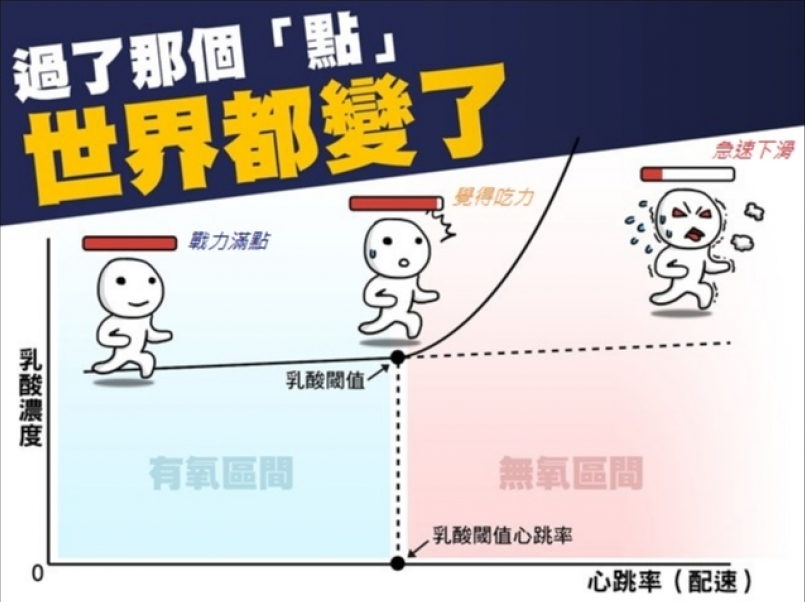 過了那個「點」
世界都變了
急速下滑
覺得吃力
戰力滿點
乳酸濃度
乳酸閾值
有氧區間
無氧區間
乳酸閾值心跳率
0
心跳率(配速)